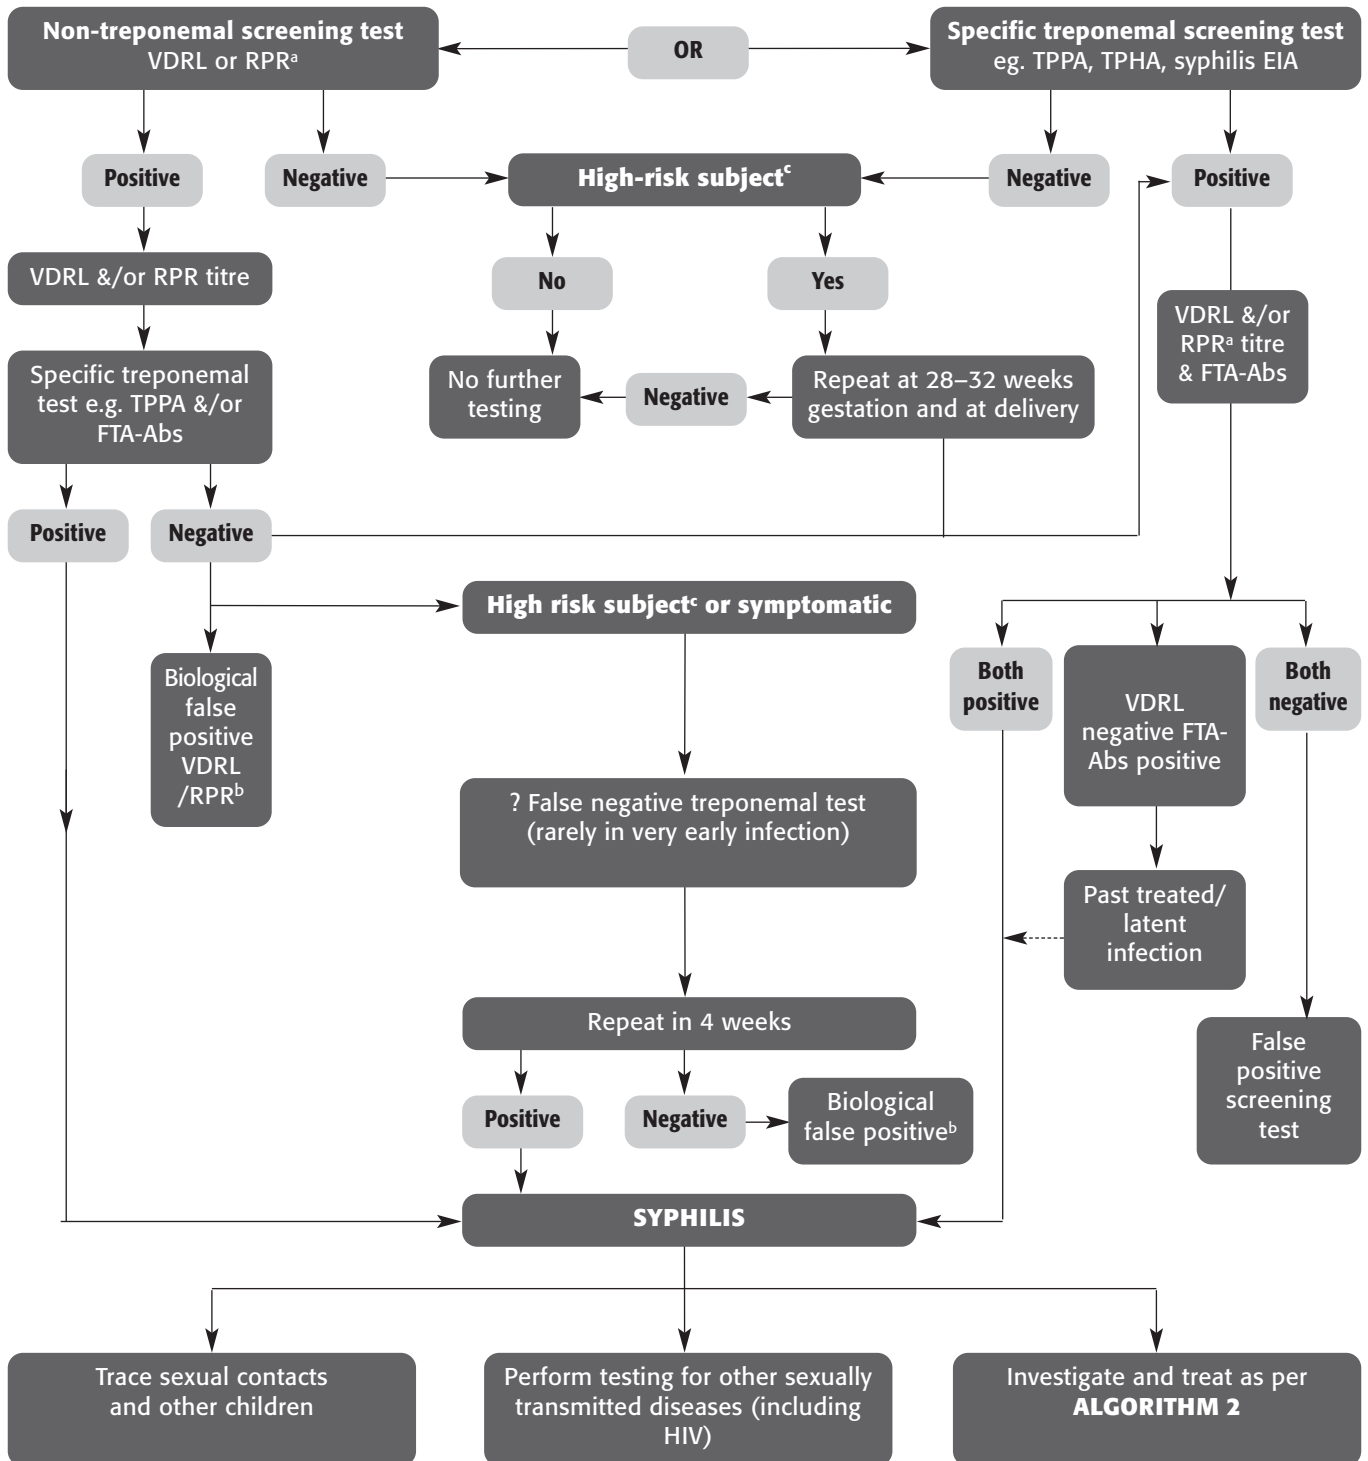 Non-treponemal screening test
VDRL or RPRᵃ
OR
Specific treponemal screening test
eg. TPPA, TPHA, syphilis EIA
Positive
Negative
High-risk subjectᶜ
Negative
Positive
VDRL &/or RPR titre
No
Yes
VDRL &/or
RPRᵃ titre
& FTA-Abs
Specific treponemal
test e.g. TPPA &/or
FTA-Abs
No further
testing
Negative
Repeat at 28–32 weeks
gestation and at delivery
Positive
Negative
High risk subjectᶜ or symptomatic
Biological
false
positive
VDRL
/RPRᵇ
Both
positive
VDRL
negative FTA-
Abs positive
Both
negative
? False negative treponemal test
(rarely in very early infection)
Past treated/
latent
infection
Repeat in 4 weeks
False
positive
screening
test
Positive
Negative
Biological
false positiveᵇ
SYPHILIS
Trace sexual contacts
and other children
Perform testing for other sexually
transmitted diseases (including
HIV)
Investigate and treat as per
ALGORITHM 2